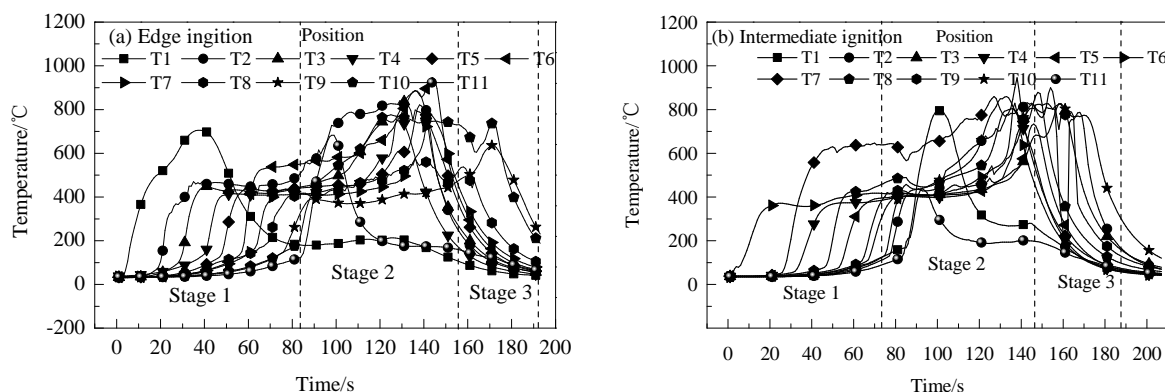 (a) Edge ingition Position
T1 T2 T3 T4 T5 T6
T7 T8 T9 T10 T11
1200
1000
800
600
400
200
0
-200
Temperature/℃
Stage 1
Stage 2
Stage 3
0 20 40 60 80 100 120 140 160 180 200
Time/s
(b) Intermediate ignition Position
T1 T2 T3 T4 T5 T6
T7 T8 T9 T10 T11
1200
1000
800
600
400
200
0
-200
Temperature/℃
Stage 1
Stage 2
Stage 3
0 20 40 60 80 100 120 140 160 180 200
Time/s